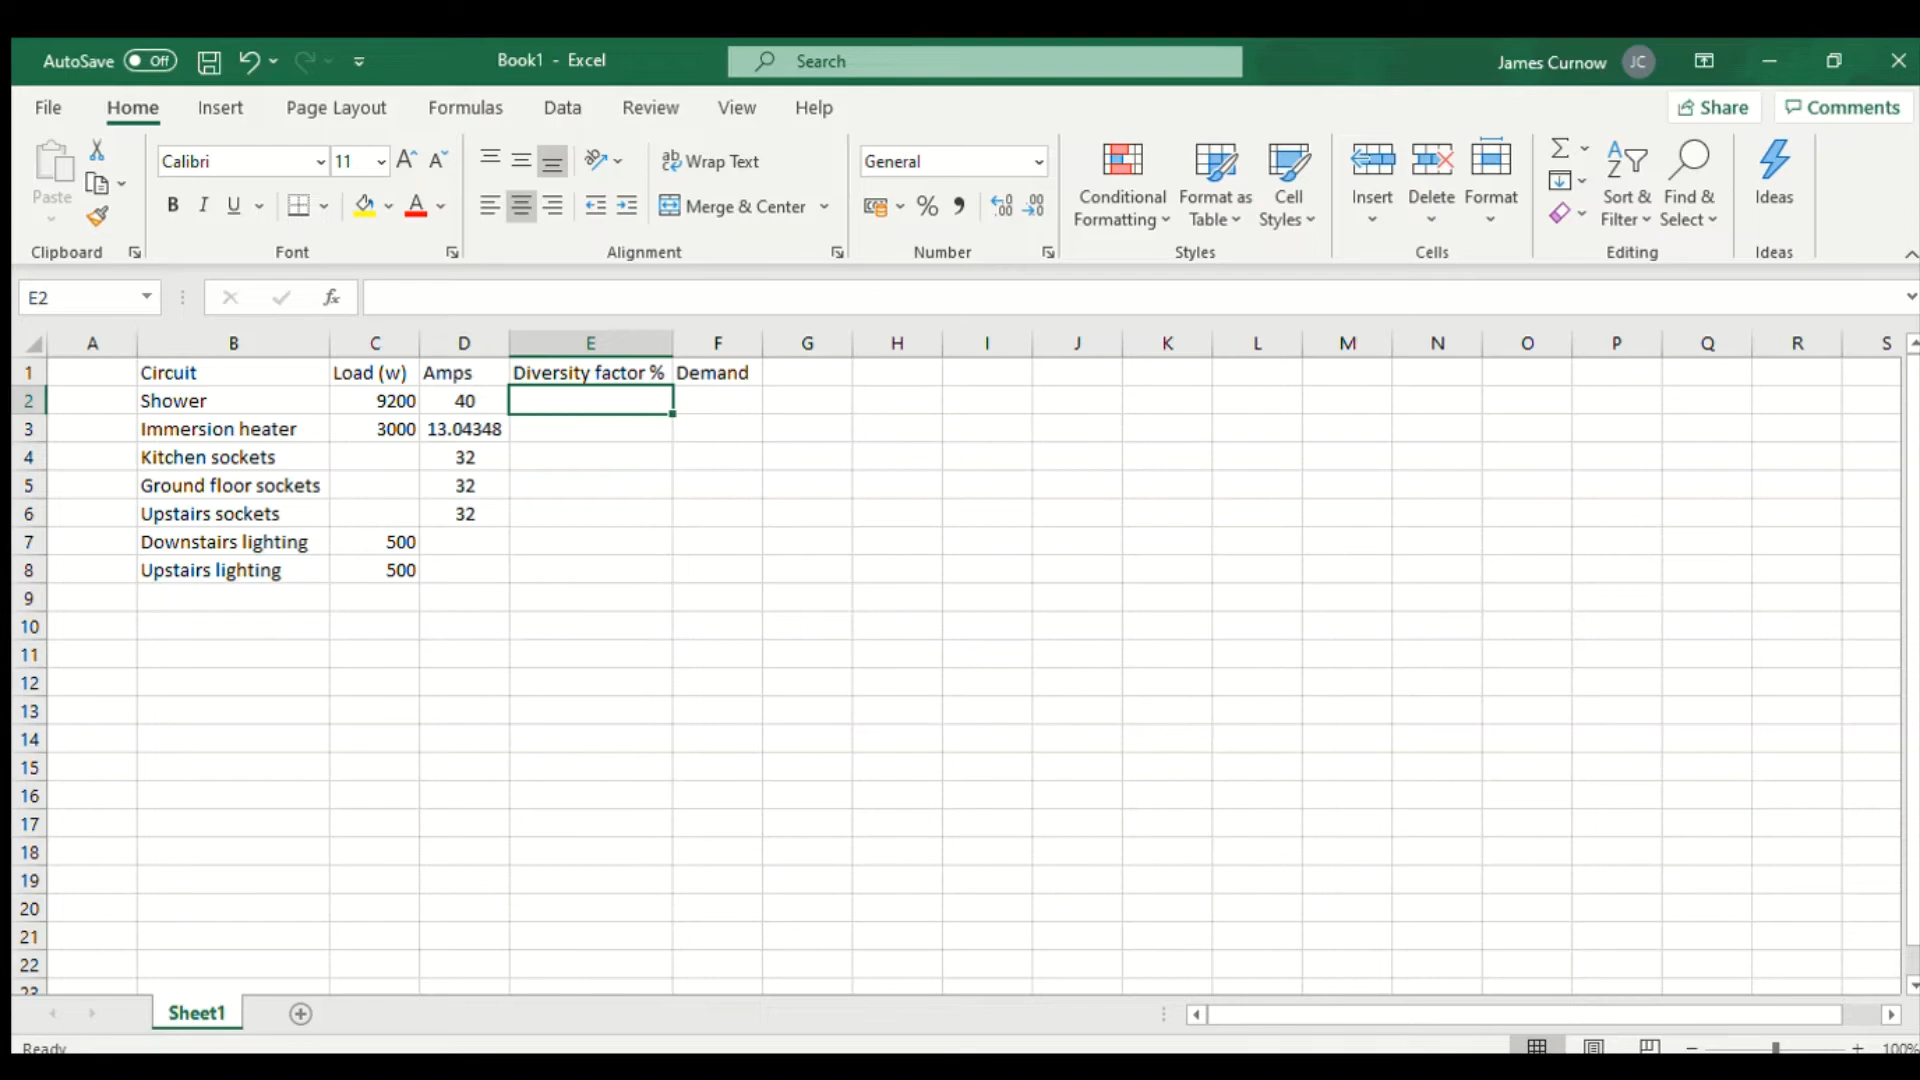 AutoSave Off Book1 - Excel Search James Curnow JC
File Home Insert Page Layout Formulas Data Review View Help Share Comments
Paste Calibri 11 A A ab Wrap Text General Conditional Formatting Format as Table Cell Styles Insert Delete Format Sort & Filter Find & Select Ideas
B I U A Merge & Center % , .00
Clipboard Font Alignment Number Styles Cells Editing Ideas
E2 fx
A B C D E F G H I J K L M N O P Q R S
1 Circuit Load (w) Amps Diversity factor % Demand
2 Shower 9200 40
3 Immersion heater 3000 13.04348
4 Kitchen sockets 32
5 Ground floor sockets 32
6 Upstairs sockets 32
7 Downstairs lighting 500
8 Upstairs lighting 500
9
10
11
12
13
14
15
16
17
18
19
20
21
22
23
Sheet1
Ready 100%